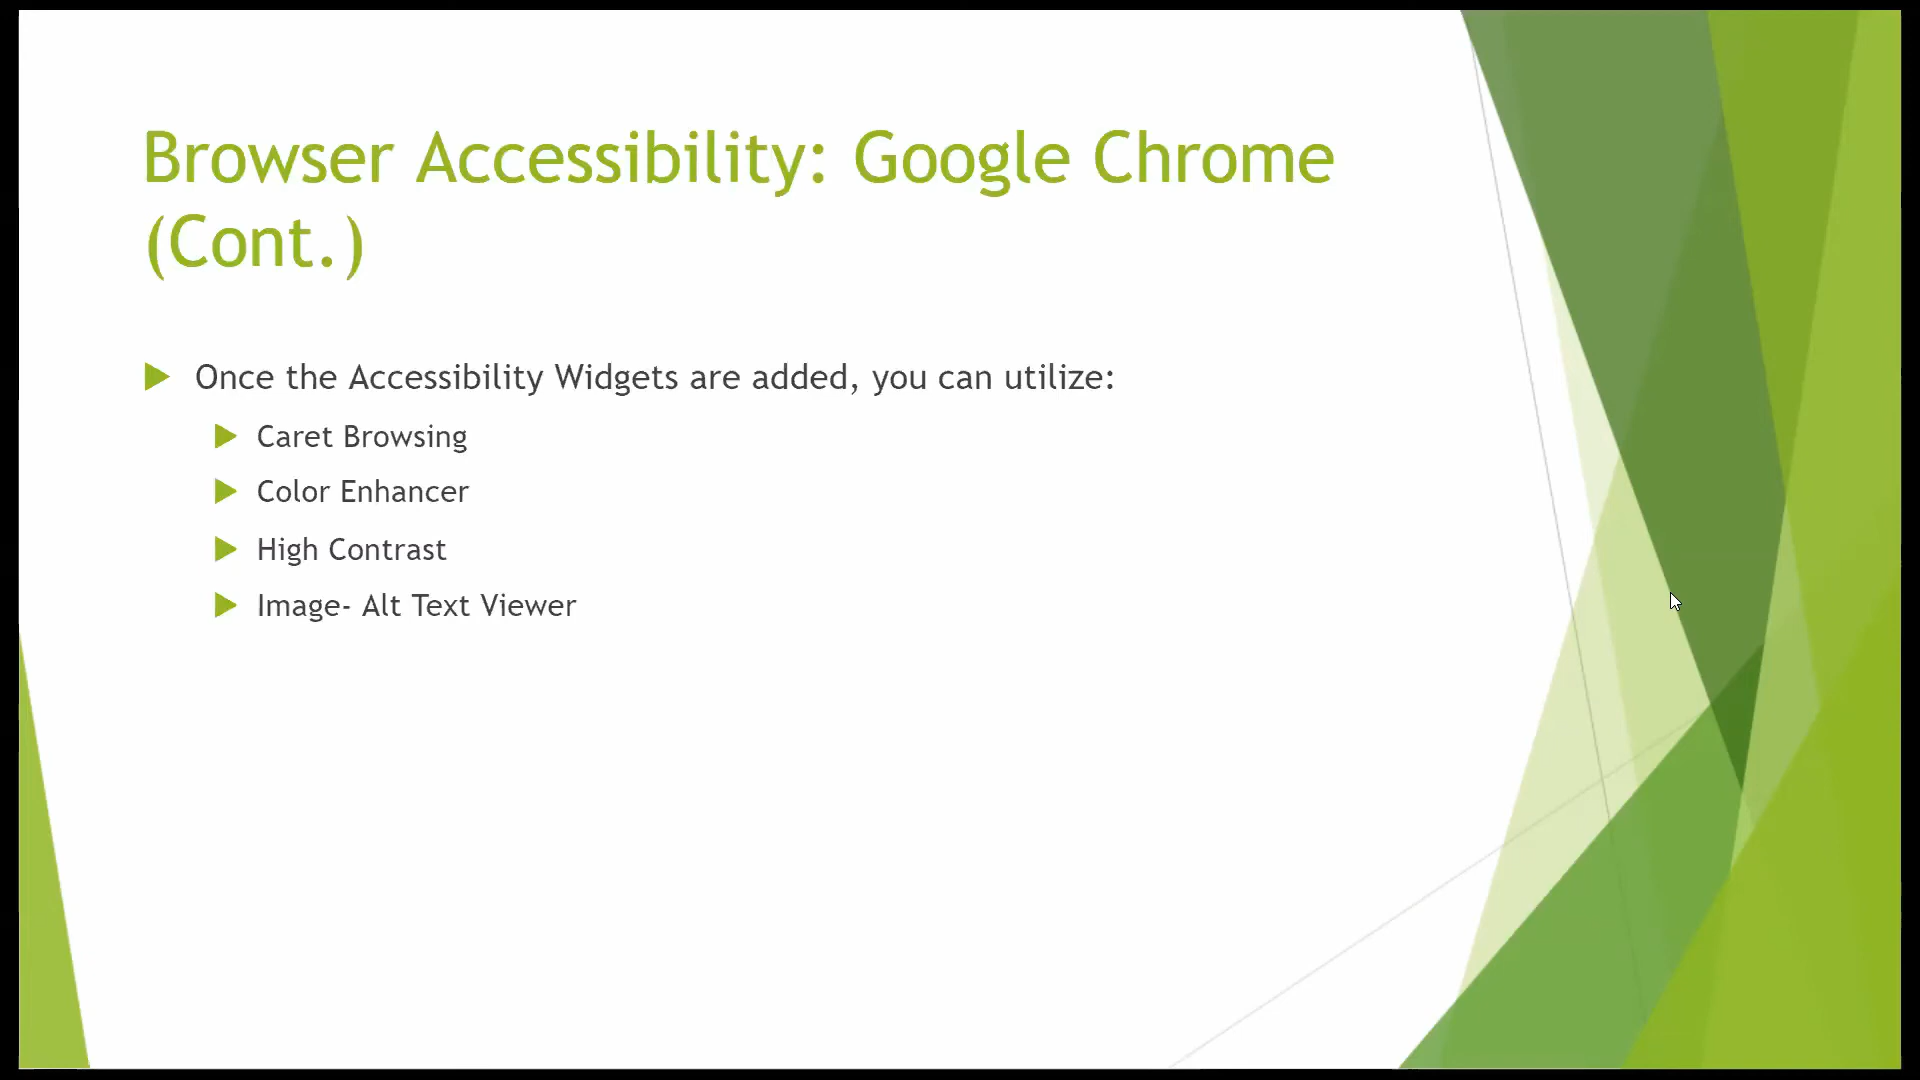 Browser Accessibility: Google Chrome
(Cont.)
Once the Accessibility Widgets are added, you can utilize:
Caret Browsing
Color Enhancer
High Contrast
Image- Alt Text Viewer